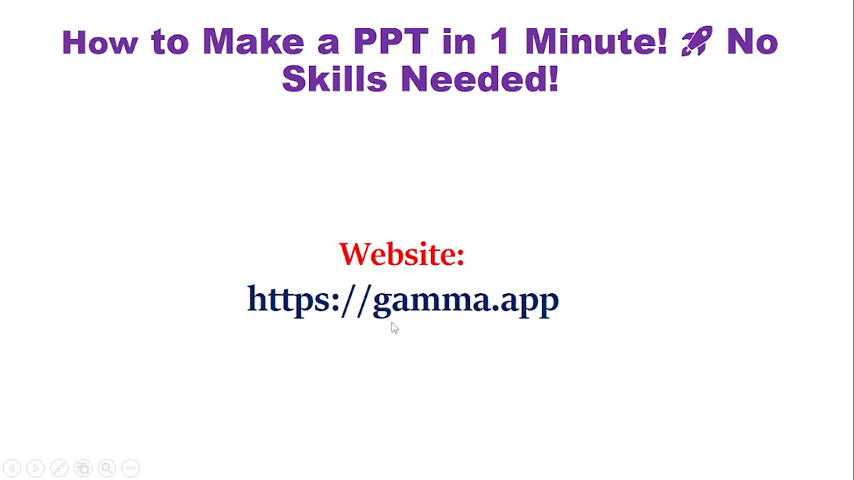 How to Make a PPT in 1 Minute! 🚀 No
Skills Needed!
Website:
https://gamma.app